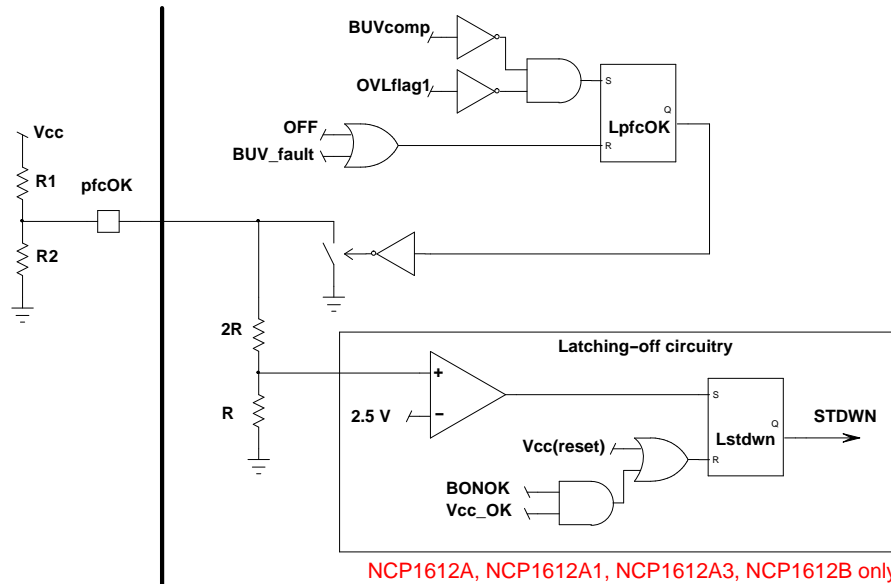 BUVcomp
OVLflag1
S
Q
LpfcOK
R
OFF
BUV_fault
Vcc
R1
pfcOK
R2
2R
R
Latching-off circuitry
+
2.5 V
−
S
Q
STDWN
Lstdwn
R
Vcc(reset)
BONOK
Vcc_OK
NCP1612A, NCP1612A1, NCP1612A3, NCP1612B only